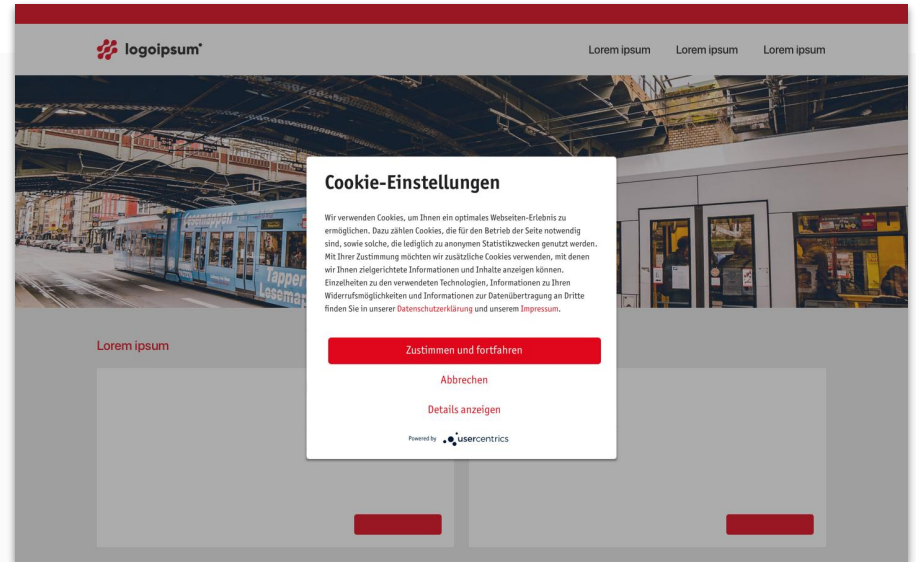 logoipsum
Lorem ipsum Lorem ipsum Lorem ipsum
Tapper
Lesemap
Cookie-Einstellungen
Wir verwenden Cookies, um Ihnen ein optimales Webseiten-Erlebnis zu
ermöglichen. Dazu zählen Cookies, die für den Betrieb der Seite notwendig
sind, sowie solche, die lediglich zu anonymen Statistikzwecken genutzt werden.
Mit Ihrer Zustimmung möchten wir zusätzliche Cookies verwenden, mit denen
wir Ihnen zielgerichtete Informationen und Inhalte anzeigen können.
Einzelheiten zu den verwendeten Technologien, Informationen zu Ihren
Widerrufsmöglichkeiten und Informationen zur Datenübertragung an Dritte
finden Sie in unserer Datenschutzerklärung und unserem Impressum.
Lorem ipsum
Zustimmen und fortfahren
Abbrechen
Details anzeigen
Powered by usercentrics